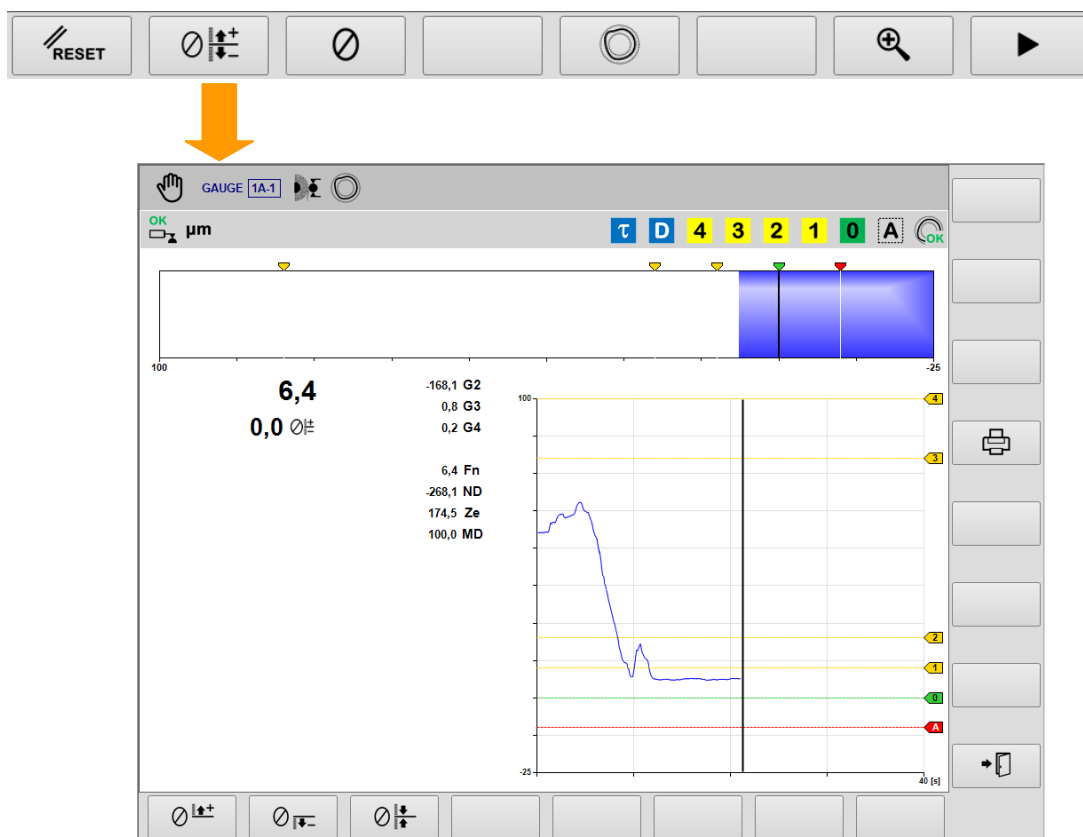 RESET
GAUGE 1A-1
OK
µm
τ D 4 3 2 1 0 A OK
100 -25
6,4
0,0
-168,1 G2
0,8 G3
0,2 G4
6,4 Fn
-268,1 ND
174,5 Ze
100,0 MD
100
4
3
2
1
0
A
-25
40 [s]